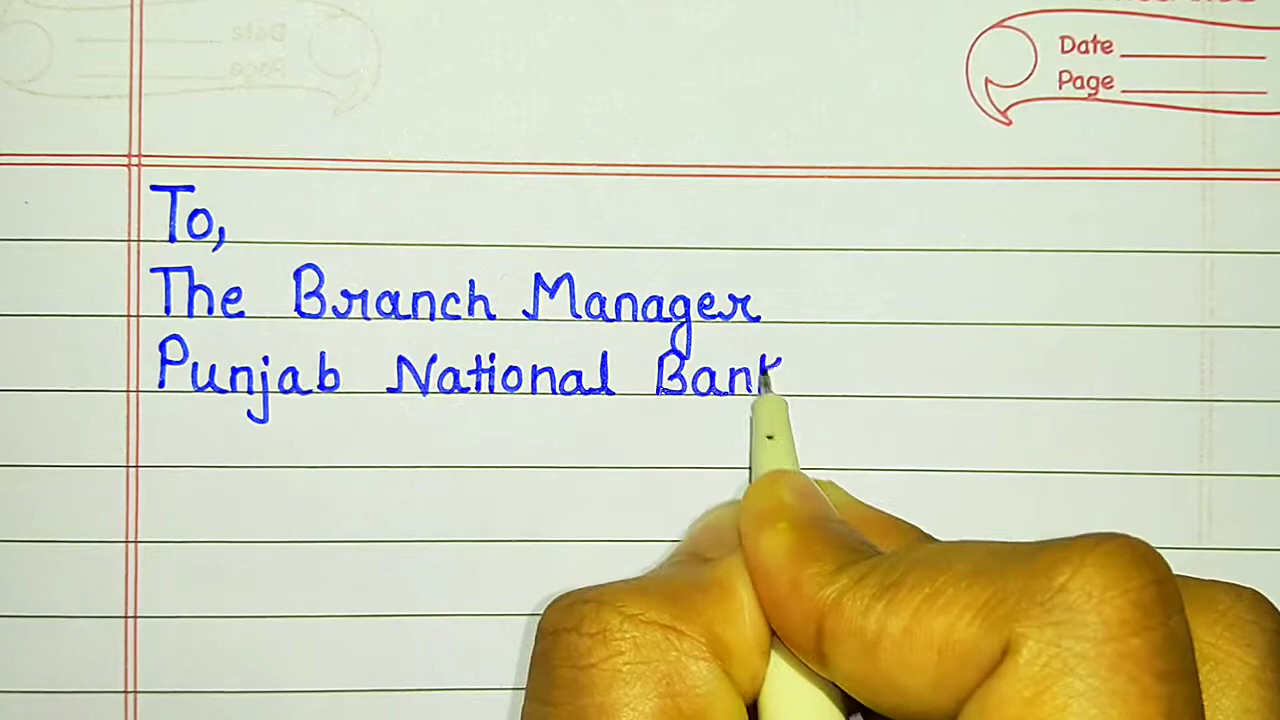 Date
Page
To,
The Branch Manager
Punjab National Bank